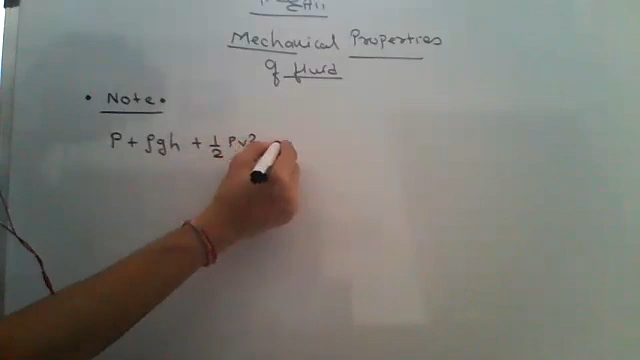 Mechanical Properties
of fluid
• Note •
P + ρgh + 1/2 ρv²